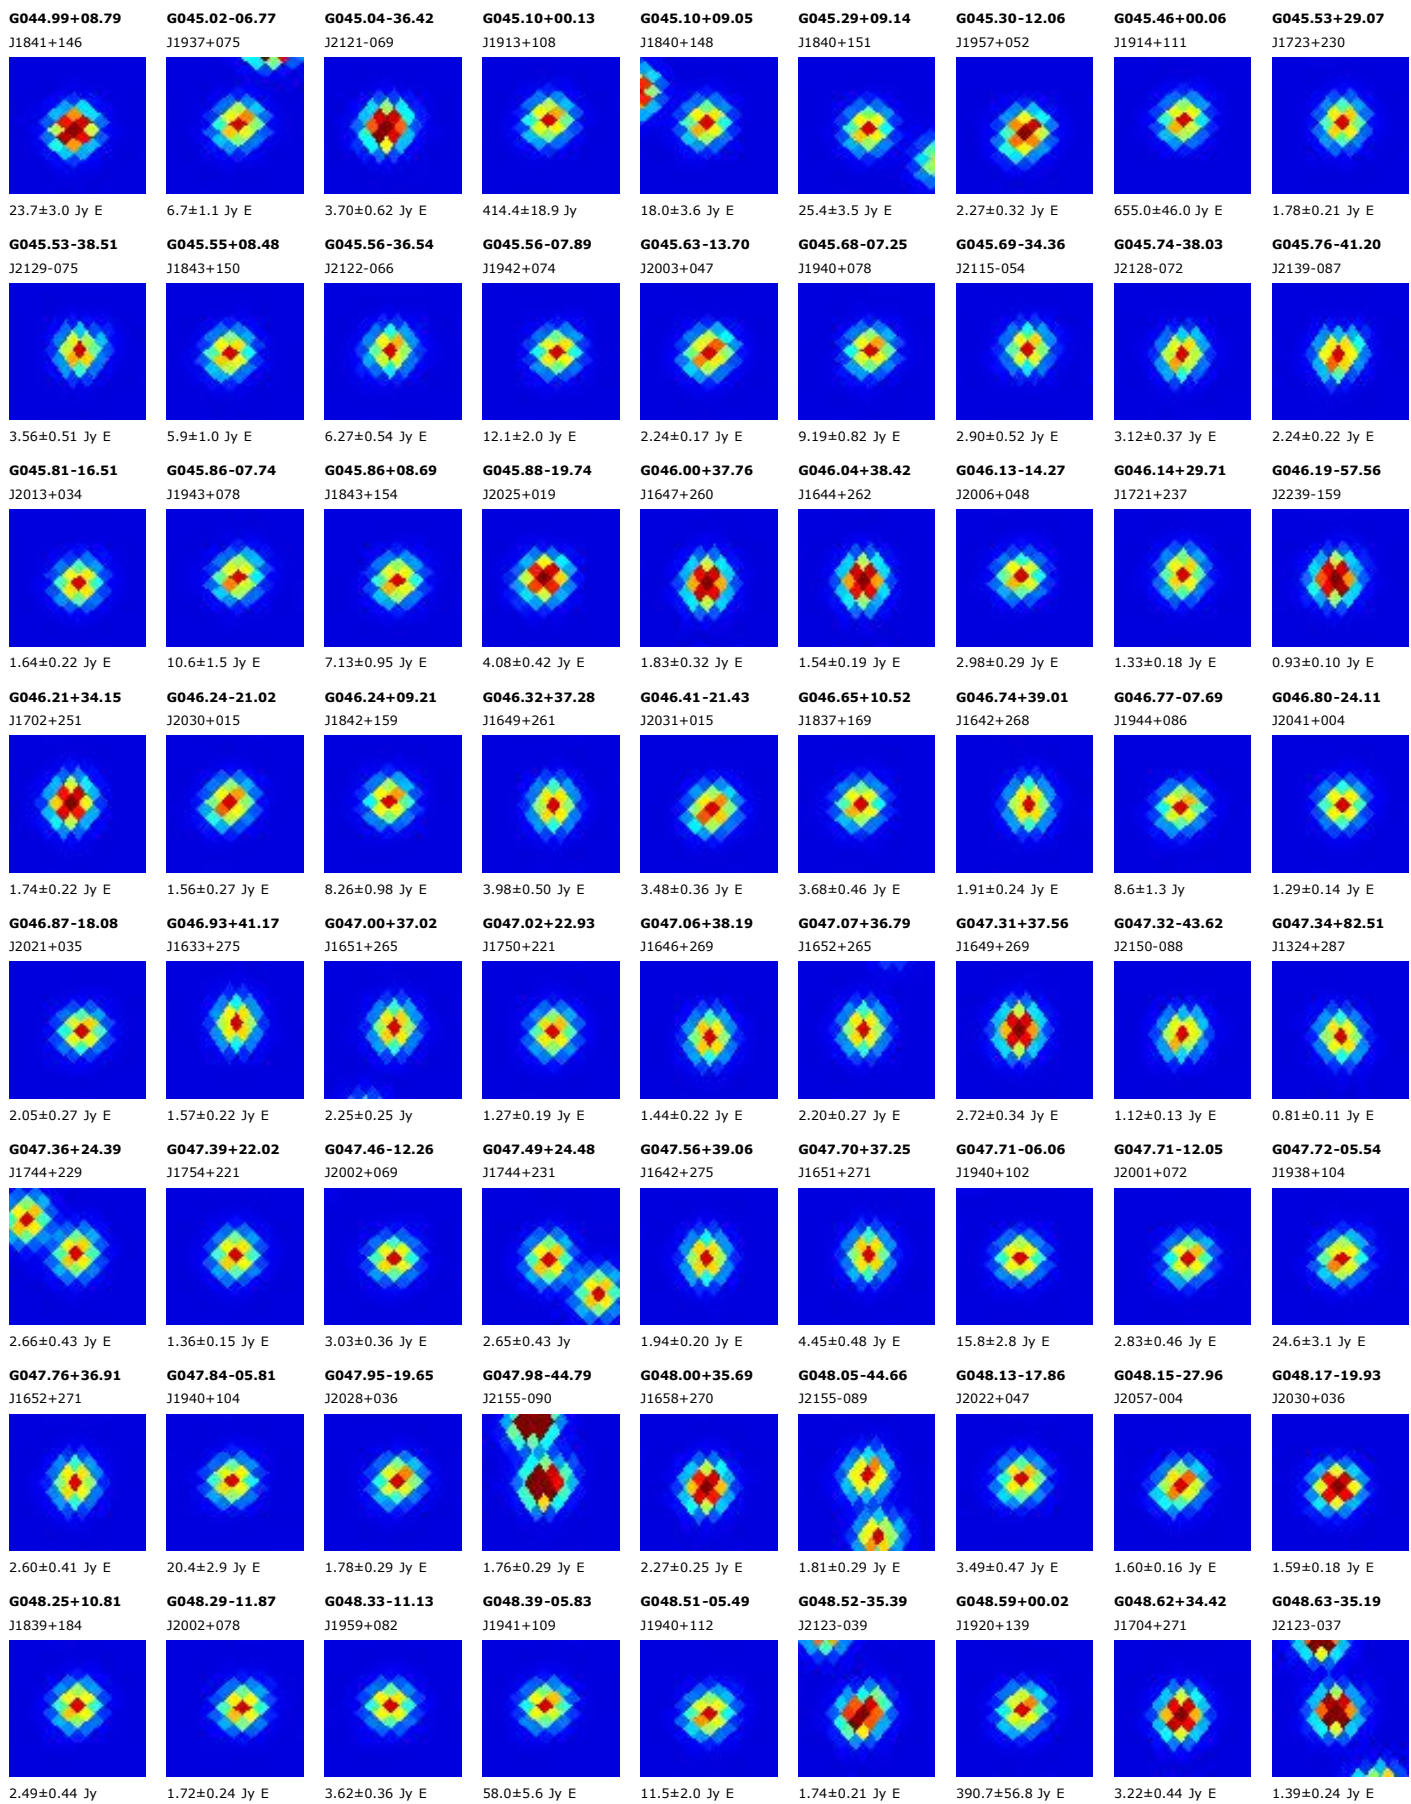 G044.99+08.79 G045.02-06.77 G045.04-36.42 G045.10+00.13 G045.10+09.05 G045.29+09.14 G045.30-12.06 G045.46+00.06 G045.53+29.07
J1841+146 J1937+075 J2121-069 J1913+108 J1840+148 J1840+151 J1957+052 J1914+111 J1723+230
23.7±3.0 Jy E 6.7±1.1 Jy E 3.70±0.62 Jy E 414.4±18.9 Jy 18.0±3.6 Jy E 25.4±3.5 Jy E 2.27±0.32 Jy E 655.0±46.0 Jy E 1.78±0.21 Jy E
G045.53-38.51 G045.55+08.48 G045.56-36.54 G045.56-07.89 G045.63-13.70 G045.68-07.25 G045.69-34.36 G045.74-38.03 G045.76-41.20
J2129-075 J1843+150 J2122-066 J1942+074 J2003+047 J1940+078 J2115-054 J2128-072 J2139-087
3.56±0.51 Jy E 5.9±1.0 Jy E 6.27±0.54 Jy E 12.1±2.0 Jy E 2.24±0.17 Jy E 9.19±0.82 Jy E 2.90±0.52 Jy E 3.12±0.37 Jy E 2.24±0.22 Jy E
G045.81-16.51 G045.86-07.74 G045.86+08.69 G045.88-19.74 G046.00+37.76 G046.04+38.42 G046.13-14.27 G046.14+29.71 G046.19-57.56
J2013+034 J1943+078 J1843+154 J2025+019 J1647+260 J1644+262 J2006+048 J1721+237 J2239-159
1.64±0.22 Jy E 10.6±1.5 Jy E 7.13±0.95 Jy E 4.08±0.42 Jy E 1.83±0.32 Jy E 1.54±0.19 Jy E 2.98±0.29 Jy E 1.33±0.18 Jy E 0.93±0.10 Jy E
G046.21+34.15 G046.24-21.02 G046.24+09.21 G046.32+37.28 G046.41-21.43 G046.65+10.52 G046.74+39.01 G046.77-07.69 G046.80-24.11
J1702+251 J2030+015 J1842+159 J1649+261 J2031+015 J1837+169 J1642+268 J1944+086 J2041+004
1.74±0.22 Jy E 1.56±0.27 Jy E 8.26±0.98 Jy E 3.98±0.50 Jy E 3.48±0.36 Jy E 3.68±0.46 Jy E 1.91±0.24 Jy E 8.6±1.3 Jy 1.29±0.14 Jy E
G046.87-18.08 G046.93+41.17 G047.00+37.02 G047.02+22.93 G047.06+38.19 G047.07+36.79 G047.31+37.56 G047.32-43.62 G047.34+82.51
J2021+035 J1633+275 J1651+265 J1750+221 J1646+269 J1652+265 J1649+269 J2150-088 J1324+287
2.05±0.27 Jy E 1.57±0.22 Jy E 2.25±0.25 Jy 1.27±0.19 Jy E 1.44±0.22 Jy E 2.20±0.27 Jy E 2.72±0.34 Jy E 1.12±0.13 Jy E 0.81±0.11 Jy E
G047.36+24.39 G047.39+22.02 G047.46-12.26 G047.49+24.48 G047.56+39.06 G047.70+37.25 G047.71-06.06 G047.71-12.05 G047.72-05.54
J1744+229 J1754+221 J2002+069 J1744+231 J1642+275 J1651+271 J1940+102 J2001+072 J1938+104
2.66±0.43 Jy E 1.36±0.15 Jy E 3.03±0.36 Jy E 2.65±0.43 Jy 1.94±0.20 Jy E 4.45±0.48 Jy E 15.8±2.8 Jy E 2.83±0.46 Jy E 24.6±3.1 Jy E
G047.76+36.91 G047.84-05.81 G047.95-19.65 G047.98-44.79 G048.00+35.69 G048.05-44.66 G048.13-17.86 G048.15-27.96 G048.17-19.93
J1652+271 J1940+104 J2028+036 J2155-090 J1658+270 J2155-089 J2022+047 J2057-004 J2030+036
2.60±0.41 Jy E 20.4±2.9 Jy E 1.78±0.29 Jy E 1.76±0.29 Jy E 2.27±0.25 Jy E 1.81±0.29 Jy E 3.49±0.47 Jy E 1.60±0.16 Jy E 1.59±0.18 Jy E
G048.25+10.81 G048.29-11.87 G048.33-11.13 G048.39-05.83 G048.51-05.49 G048.52-35.39 G048.59+00.02 G048.62+34.42 G048.63-35.19
J1839+184 J2002+078 J1959+082 J1941+109 J1940+112 J2123-039 J1920+139 J1704+271 J2123-037
2.49±0.44 Jy 1.72±0.24 Jy E 3.62±0.36 Jy E 58.0±5.6 Jy E 11.5±2.0 Jy E 1.74±0.21 Jy E 390.7±56.8 Jy E 3.22±0.44 Jy E 1.39±0.24 Jy E